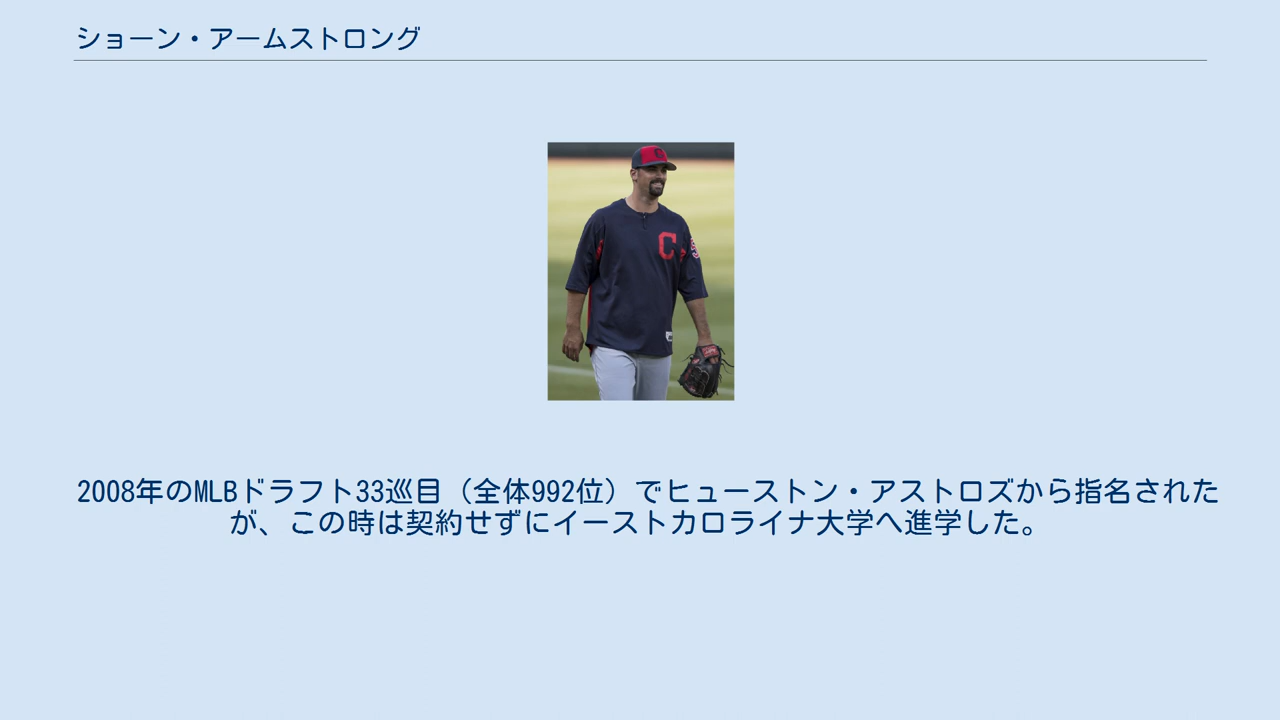 ショーン・アームストロング
C
2008年のMLBドラフト33巡目（全体992位）でヒューストン・アストロズから指名された
が、この時は契約せずにイーストカロライナ大学へ進学した。